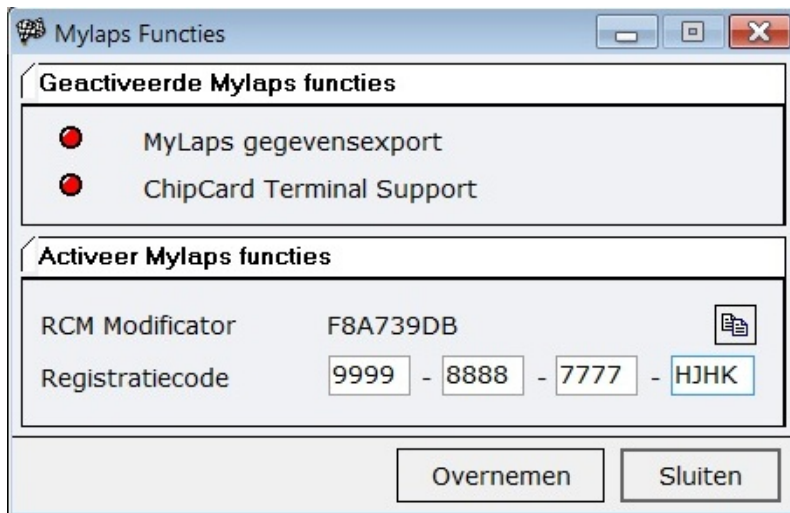 Mylaps Functies
Geactiveerde Mylaps functies
MyLaps gegevensexport
ChipCard Terminal Support
Activeer Mylaps functies
RCM Modificator F8A739DB
Registratiecode 9999 - 8888 - 7777 - HJHK
Overnemen Sluiten